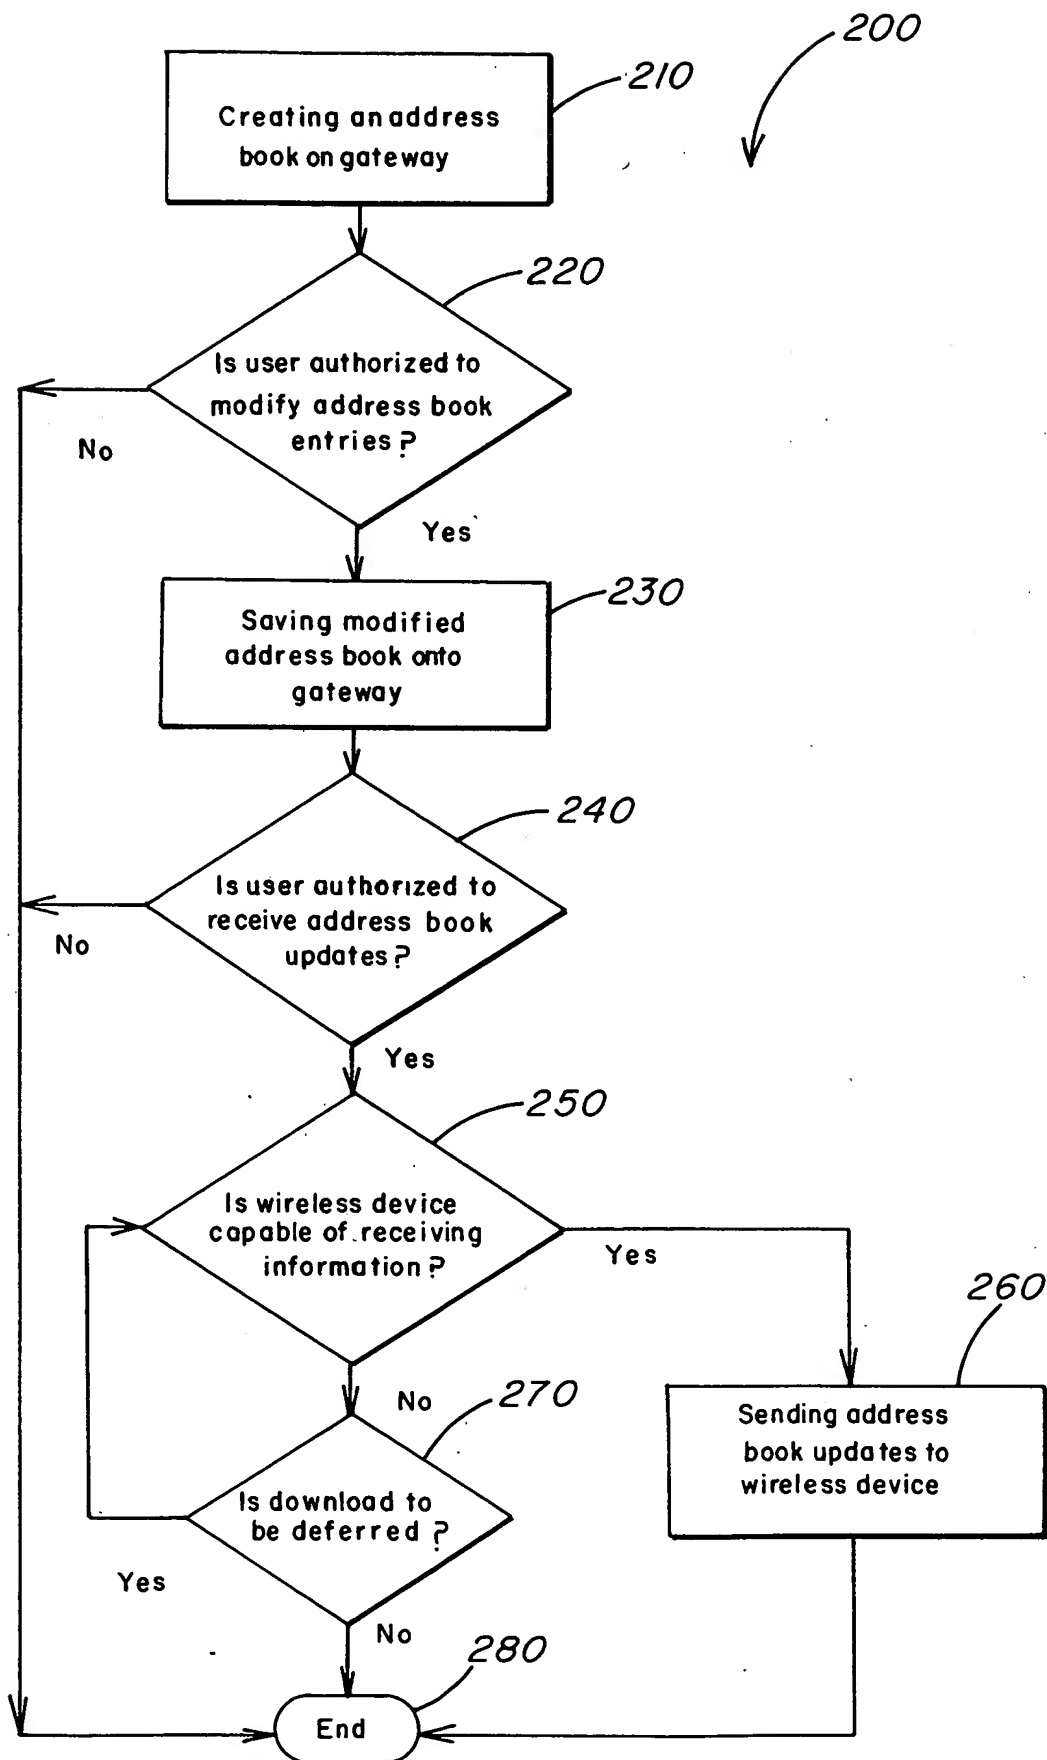 200
210
Creating an address
book on gateway
220
Is user authorized to
modify address book
entries?
No
Yes
230
Saving modified
address book onto
gateway
240
Is user authorized to
receive address book
updates?
No
Yes
250
Is wireless device
capable of receiving
information?
Yes
260
Sending address
book updates to
wireless device
No
270
Is download to
be deferred?
Yes
No
280
End